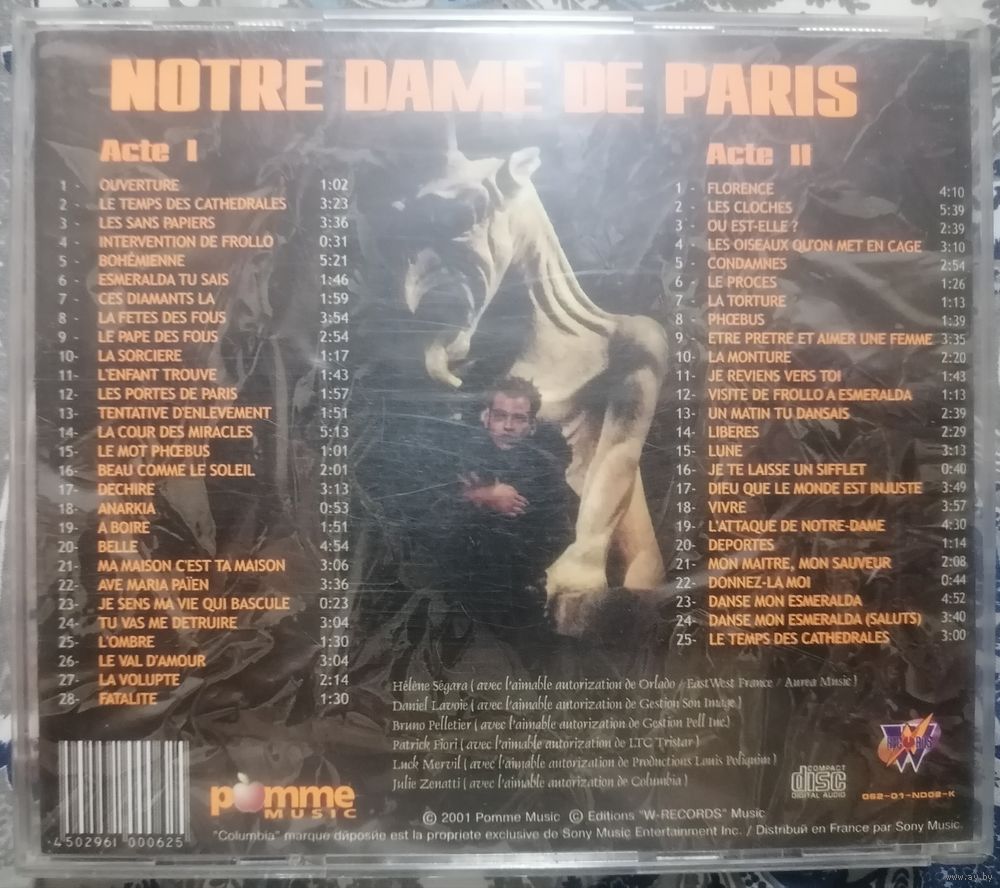 NOTRE DAME DE PARIS
Acte I
1 - OUVERTURE 1:02
2 - LE TEMPS DES CATHEDRALES 3:23
3 - LES SANS PAPIERS 3:36
4 - INTERVENTION DE FROLLO 0:31
5 - BOHÉMIENNE 5:21
6 - ESMERALDA TU SAIS 1:46
7 - CES DIAMANTS LA 1:59
8 - LA FETES DES FOUS 3:54
9 - LE PAPE DES FOUS 2:54
10- LA SORCIERE 1:17
11- L'ENFANT TROUVE 1:43
12- LES PORTES DE PARIS 1:57
13- TENTATIVE D'ENLEVEMENT 1:51
14- LA COUR DES MIRACLES 5:13
15- LE MOT PHŒBUS 1:01
16- BEAU COMME LE SOLEIL 2:01
17- DECHIRE 3:13
18- ANARKIA 0:53
19- A BOIRE 1:51
20- BELLE 4:54
21- MA MAISON C'EST TA MAISON 3:06
22- AVE MARIA PAÏEN 3:36
23- JE SENS MA VIE QUI BASCULE 0:23
24- TU VAS ME DETRUIRE 3:04
25- L'OMBRE 1:30
26- LE VAL D'AMOUR 3:04
27- LA VOLUPTE 2:14
28- FATALITE 1:30
Acte II
1 - FLORENCE 4:10
2 - LES CLOCHES 5:39
3 - OU EST-ELLE ? 2:39
4 - LES OISEAUX QU'ON MET EN CAGE 3:10
5 - CONDAMNES 2:54
6 - LE PROCES 1:26
7 - LA TORTURE 1:13
8 - PHŒBUS 1:39
9 - ETRE PRETRE ET AIMER UNE FEMME 3:35
10- LA MONTURE 2:20
11- JE REVIENS VERS TOI 1:43
12- VISITE DE FROLLO A ESMERALDA 1:13
13- UN MATIN TU DANSAIS 2:39
14- LIBERES 2:29
15- LUNE 3:13
16- JE TE LAISSE UN SIFFLET 0:40
17- DIEU QUE LE MONDE EST INJUSTE 3:49
18- VIVRE 3:57
19- L'ATTAQUE DE NOTRE-DAME 4:30
20- DEPORTES 1:14
21- MON MAITRE, MON SAUVEUR 2:08
22- DONNEZ-LA MOI 0:44
23- DANSE MON ESMERALDA 4:52
24- DANSE MON ESMERALDA (SALUTS) 3:40
25- LE TEMPS DES CATHEDRALES 3:00
Hélène Ségara ( avec l'aimable autorization de Orlado / EastWest France / Aurea Music )
Daniel Lavoie ( avec l'aimable autorization de Gestion Son Image )
Bruno Pelletier ( avec l'aimable autorization de Gestion Pell Inc.)
Patrick Fiori ( avec l'aimable autorization de LTC Tristar )
Luck Mervil ( avec l'aimable autorization de Productions Louis Poliquim )
Julie Zenatti ( avec l'aimable autorization de Columbia )
W RECORDS
pomme
MUSIC
COMPACT
disc
DIGITAL AUDIO
062-01-ND02-K
4 502961 000625
© 2001 Pomme Music © Editions "W-RECORDS" Music
"Columbia" marque dйposйe est la propriete exclusive de Sony Music Entertainment Inc. / Distribuй en France par Sony Music.
www.ay.by